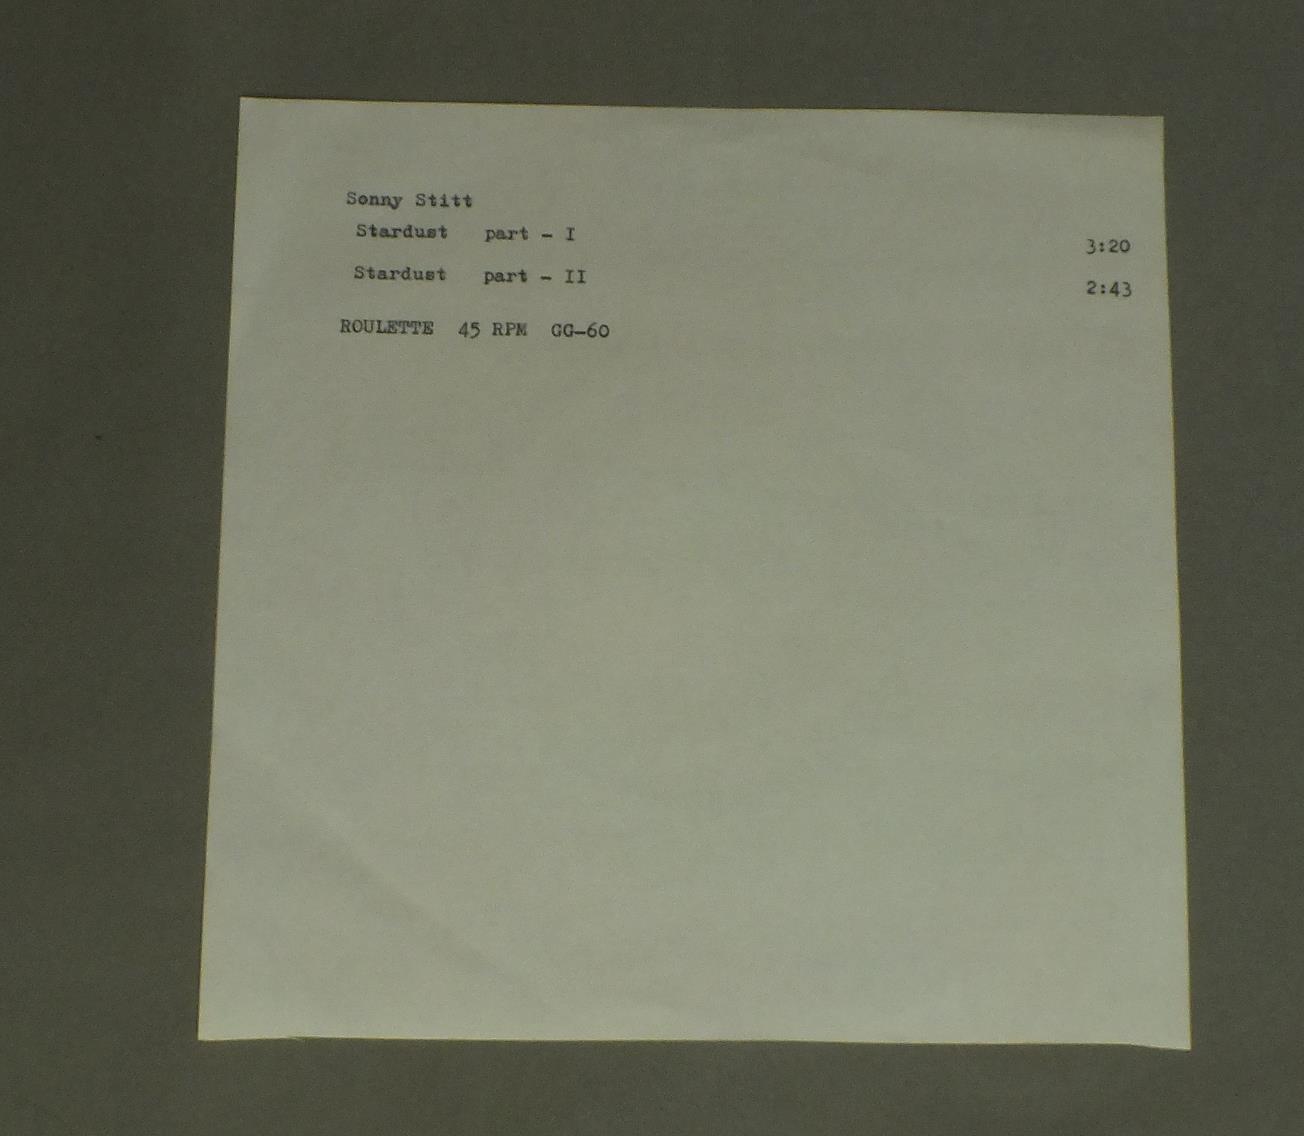 Sonny Stitt
Stardust part - I 3:20
Stardust part - II 2:43
ROULETTE 45 RPM GG-60